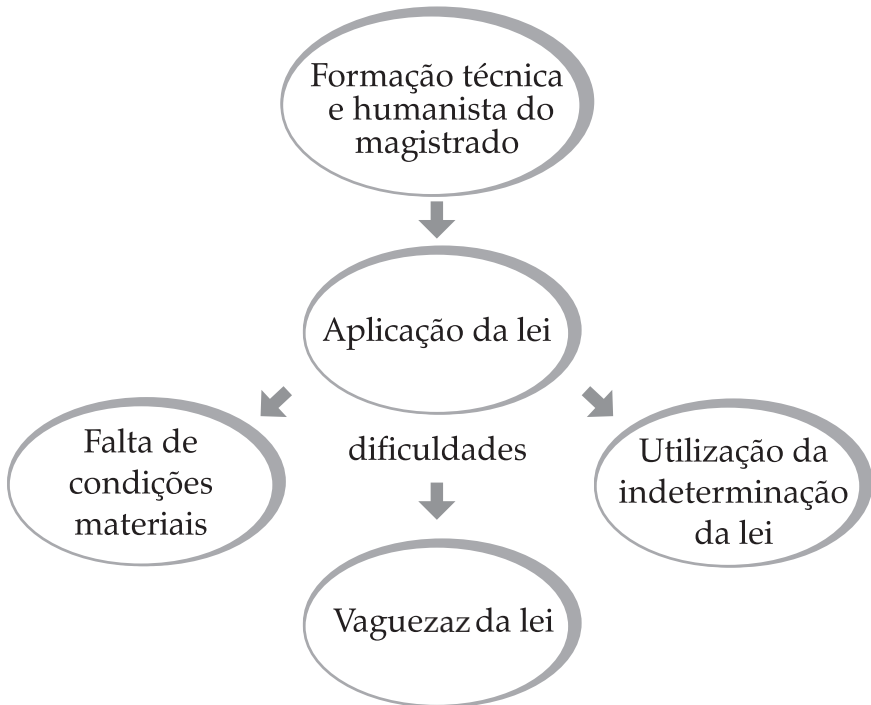 Formação técnica
e humanista do
magistrado
Aplicação da lei
Falta de
condições
materiais
dificuldades
Utilização da
indeterminação
da lei
Vaguezaz da lei